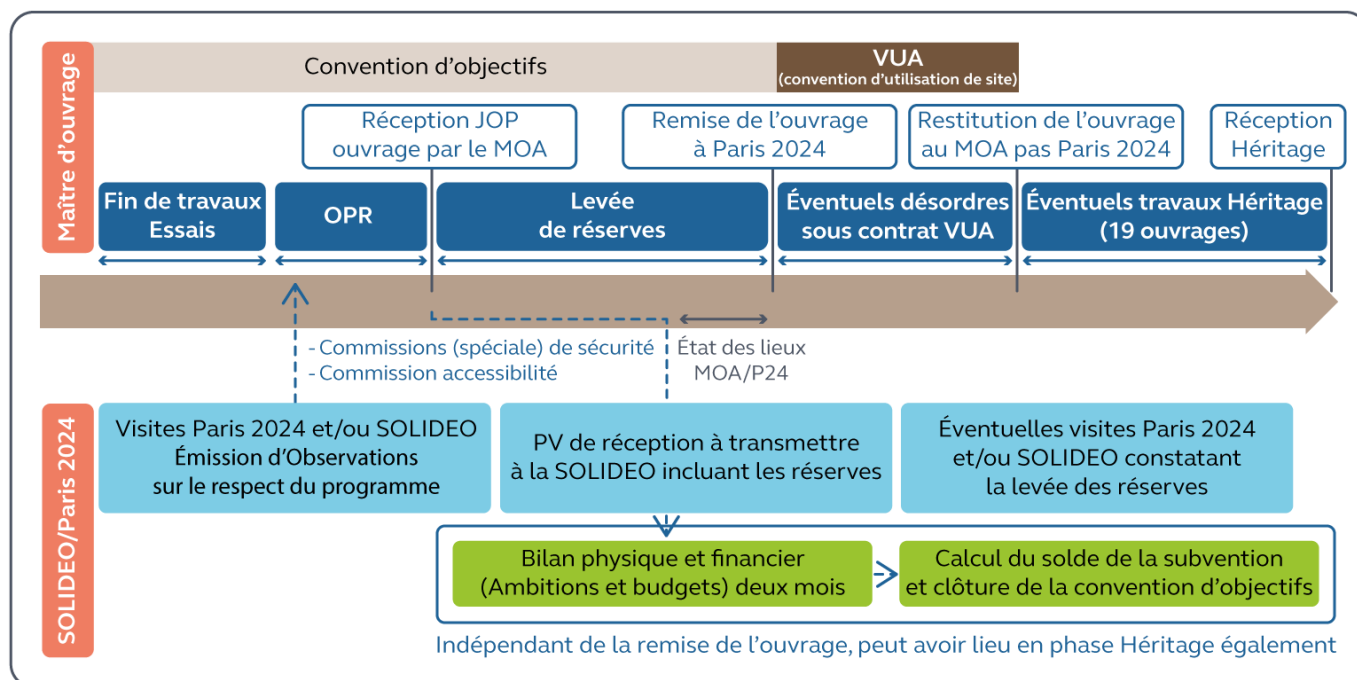 Maître d'ouvrage
Convention d'objectifs
VUA
(convention d'utilisation de site)
Réception JOP
ouvrage par le MOA
Remise de l'ouvrage
à Paris 2024
Restitution de l'ouvrage
au MOA pas Paris 2024
Réception
Héritage
Fin de travaux
Essais
OPR
Levée
de réserves
Éventuels désordres
sous contrat VUA
Éventuels travaux Héritage
(19 ouvrages)
- Commissions (spéciale) de sécurité
- Commission accessibilité
État des lieux
MOA/P24
SOLIDEO/Paris 2024
Visites Paris 2024 et/ou SOLIDEO
Émission d'Observations
sur le respect du programme
PV de réception à transmettre
à la SOLIDEO incluant les réserves
Éventuelles visites Paris 2024
et/ou SOLIDEO constatant
la levée des réserves
Bilan physique et financier
(Ambitions et budgets) deux mois
Calcul du solde de la subvention
et clôture de la convention d'objectifs
Indépendant de la remise de l'ouvrage, peut avoir lieu en phase Héritage également